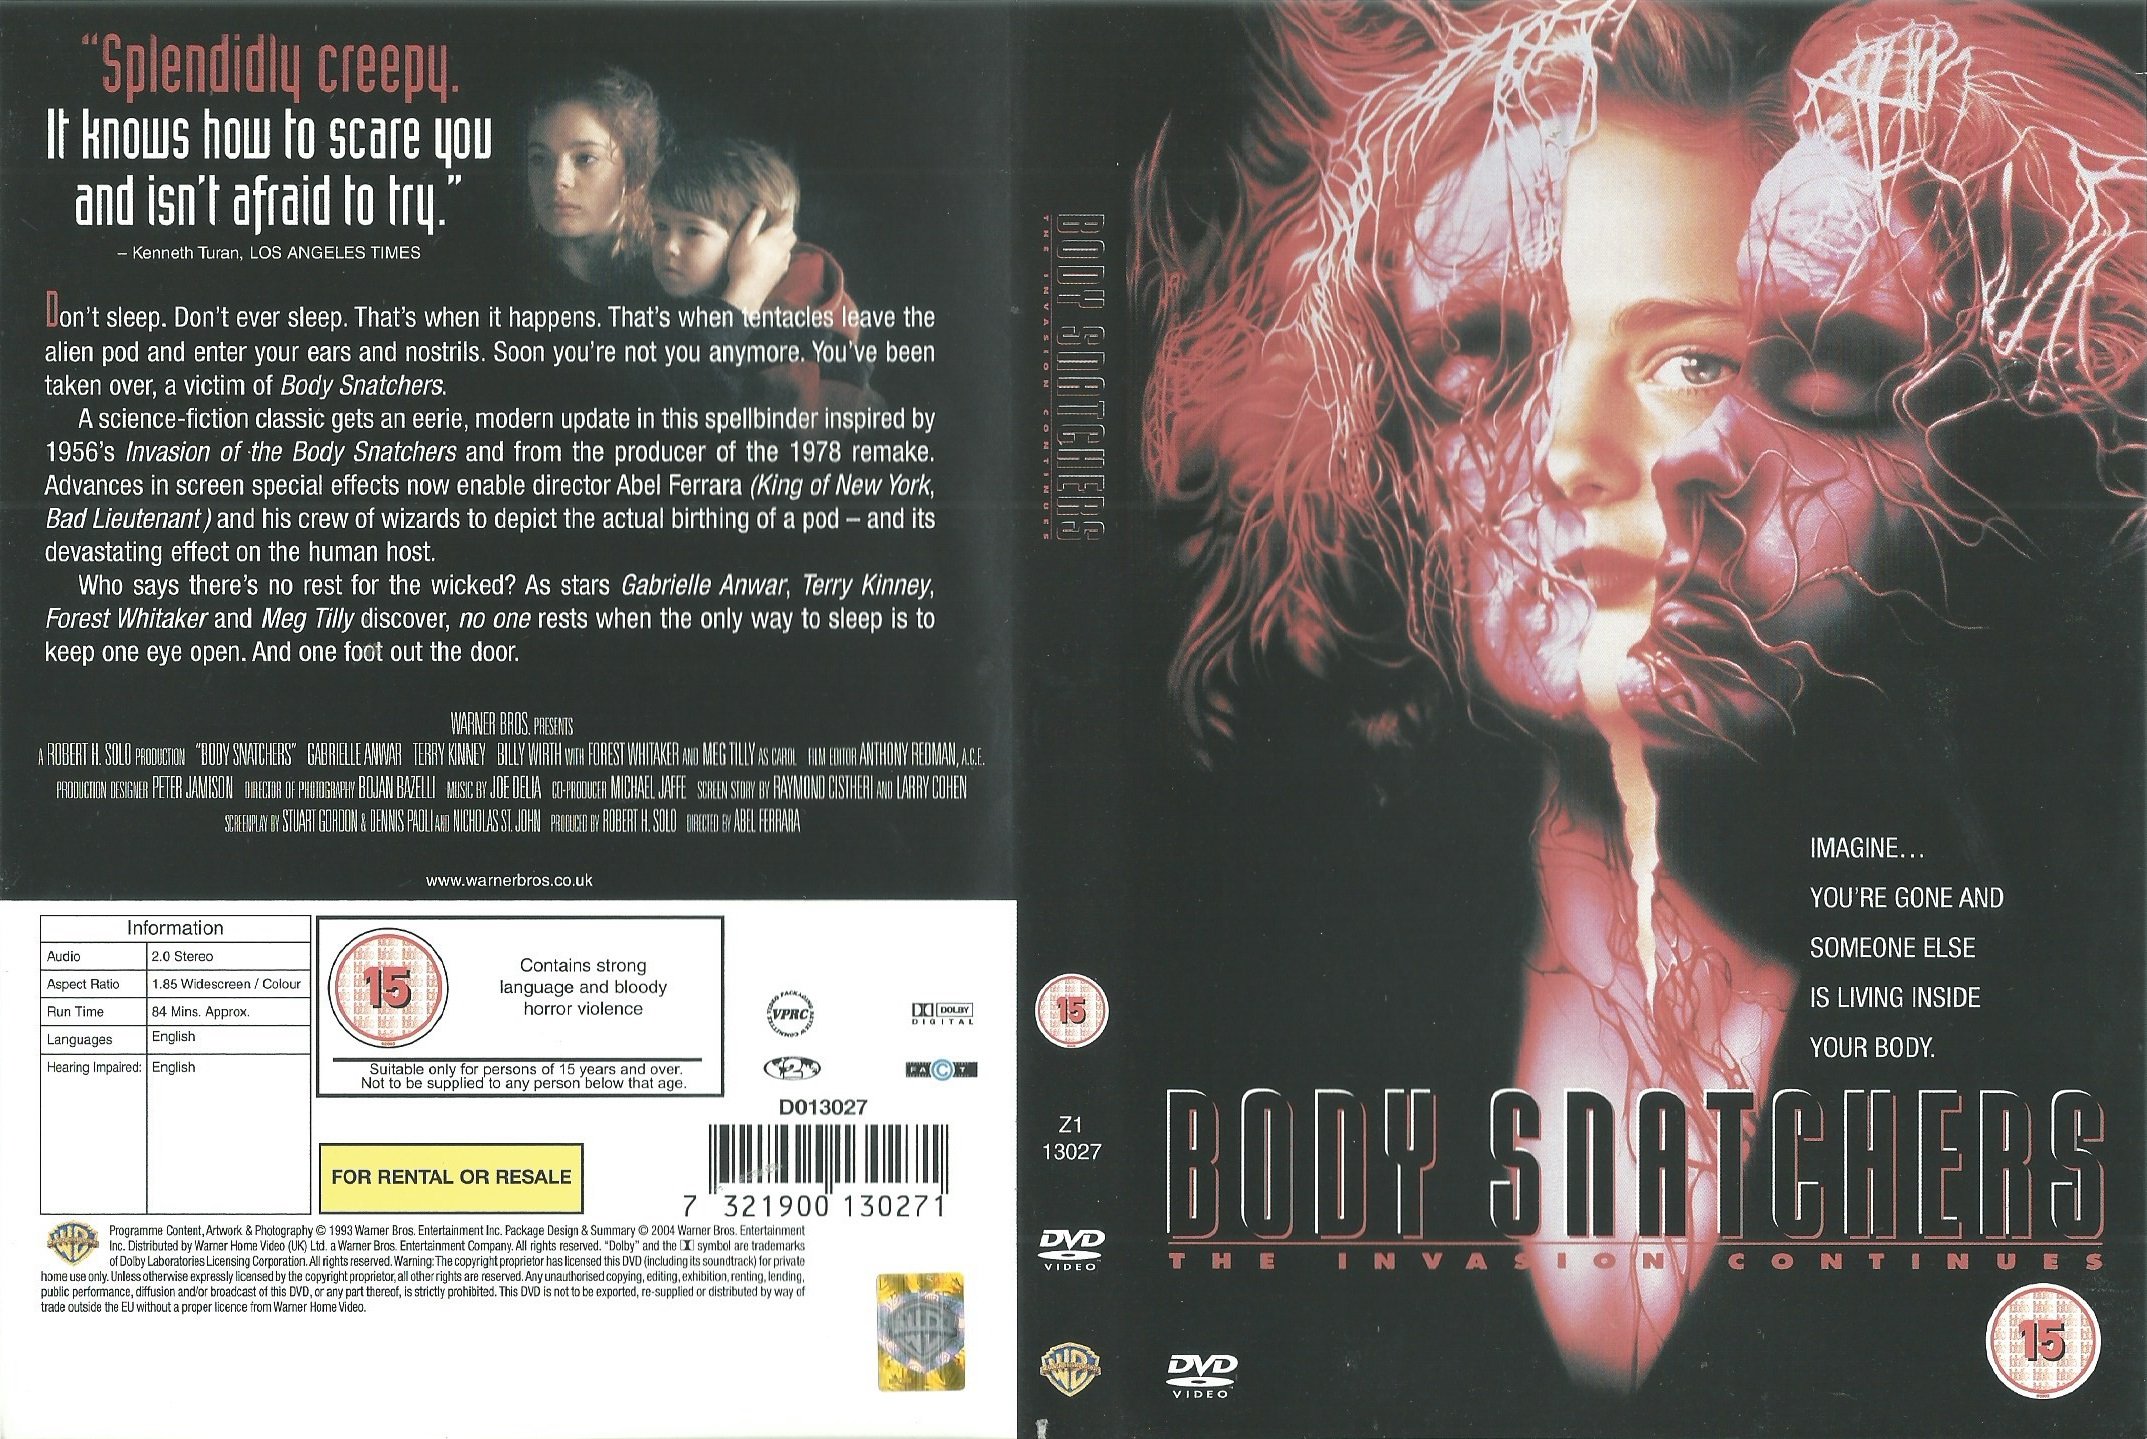 “Splendidly creepy.
It knows how to scare you
and isn’t afraid to try.”
– Kenneth Turan, LOS ANGELES TIMES
Don’t sleep. Don’t ever sleep. That’s when it happens. That’s when tentacles leave the
alien pod and enter your ears and nostrils. Soon you’re not you anymore. You’ve been
taken over, a victim of Body Snatchers.
A science-fiction classic gets an eerie, modern update in this spellbinder inspired by
1956’s Invasion of the Body Snatchers and from the producer of the 1978 remake.
Advances in screen special effects now enable director Abel Ferrara (King of New York,
Bad Lieutenant) and his crew of wizards to depict the actual birthing of a pod – and its
devastating effect on the human host.
Who says there’s no rest for the wicked? As stars Gabrielle Anwar, Terry Kinney,
Forest Whitaker and Meg Tilly discover, no one rests when the only way to sleep is to
keep one eye open. And one foot out the door.
WARNER BROS. PRESENTS
A ROBERT H. SOLO PRODUCTION “BODY SNATCHERS” GABRIELLE ANWAR TERRY KINNEY BILLY WIRTH WITH FOREST WHITAKER AND MEG TILLY AS CAROL FILM EDITOR ANTHONY REDMAN, A.C.E.
PRODUCTION DESIGNER PETER JAMISON DIRECTOR OF PHOTOGRAPHY BOJAN BAZELLI MUSIC BY JOE DELIA CO-PRODUCER MICHAEL JAFFE SCREEN STORY BY RAYMOND CISTHERI AND LARRY COHEN
SCREENPLAY BY STUART GORDON & DENNIS PAOLI AND NICHOLAS ST. JOHN PRODUCED BY ROBERT H. SOLO DIRECTED BY ABEL FERRARA
www.warnerbros.co.uk
Information
Audio 2.0 Stereo
Aspect Ratio 1.85 Widescreen / Colour
Run Time 84 Mins. Approx.
Languages English
Hearing Impaired: English
15
Contains strong
language and bloody
horror violence
Suitable only for persons of 15 years and over.
Not to be supplied to any person below that age.
FOR RENTAL OR RESALE
VPRC
DOLBY
DIGITAL
2
FACT
D013027
7 321900 130271
Programme Content, Artwork & Photography © 1993 Warner Bros. Entertainment Inc. Package Design & Summary © 2004 Warner Bros. Entertainment
Inc. Distributed by Warner Home Video (UK) Ltd. a Warner Bros. Entertainment Company. All rights reserved. “Dolby” and the symbol are trademarks
of Dolby Laboratories Licensing Corporation. All rights reserved. Warning: The copyright proprietor has licensed this DVD (including its soundtrack) for private
home use only. Unless otherwise expressly licensed by the copyright proprietor, all other rights are reserved. Any unauthorised copying, editing, exhibition, renting, lending,
public performance, diffusion and/or broadcast of this DVD, or any part thereof, is strictly prohibited. This DVD is not to be exported, re-supplied or distributed by way of
trade outside the EU without a proper licence from Warner Home Video.
BODY SNATCHERS
THE INVASION CONTINUES
15
Z1
13027
DVD
VIDEO
IMAGINE...
YOU’RE GONE AND
SOMEONE ELSE
IS LIVING INSIDE
YOUR BODY.
BODY SNATCHERS
THE INVASION CONTINUES
DVD
VIDEO
15